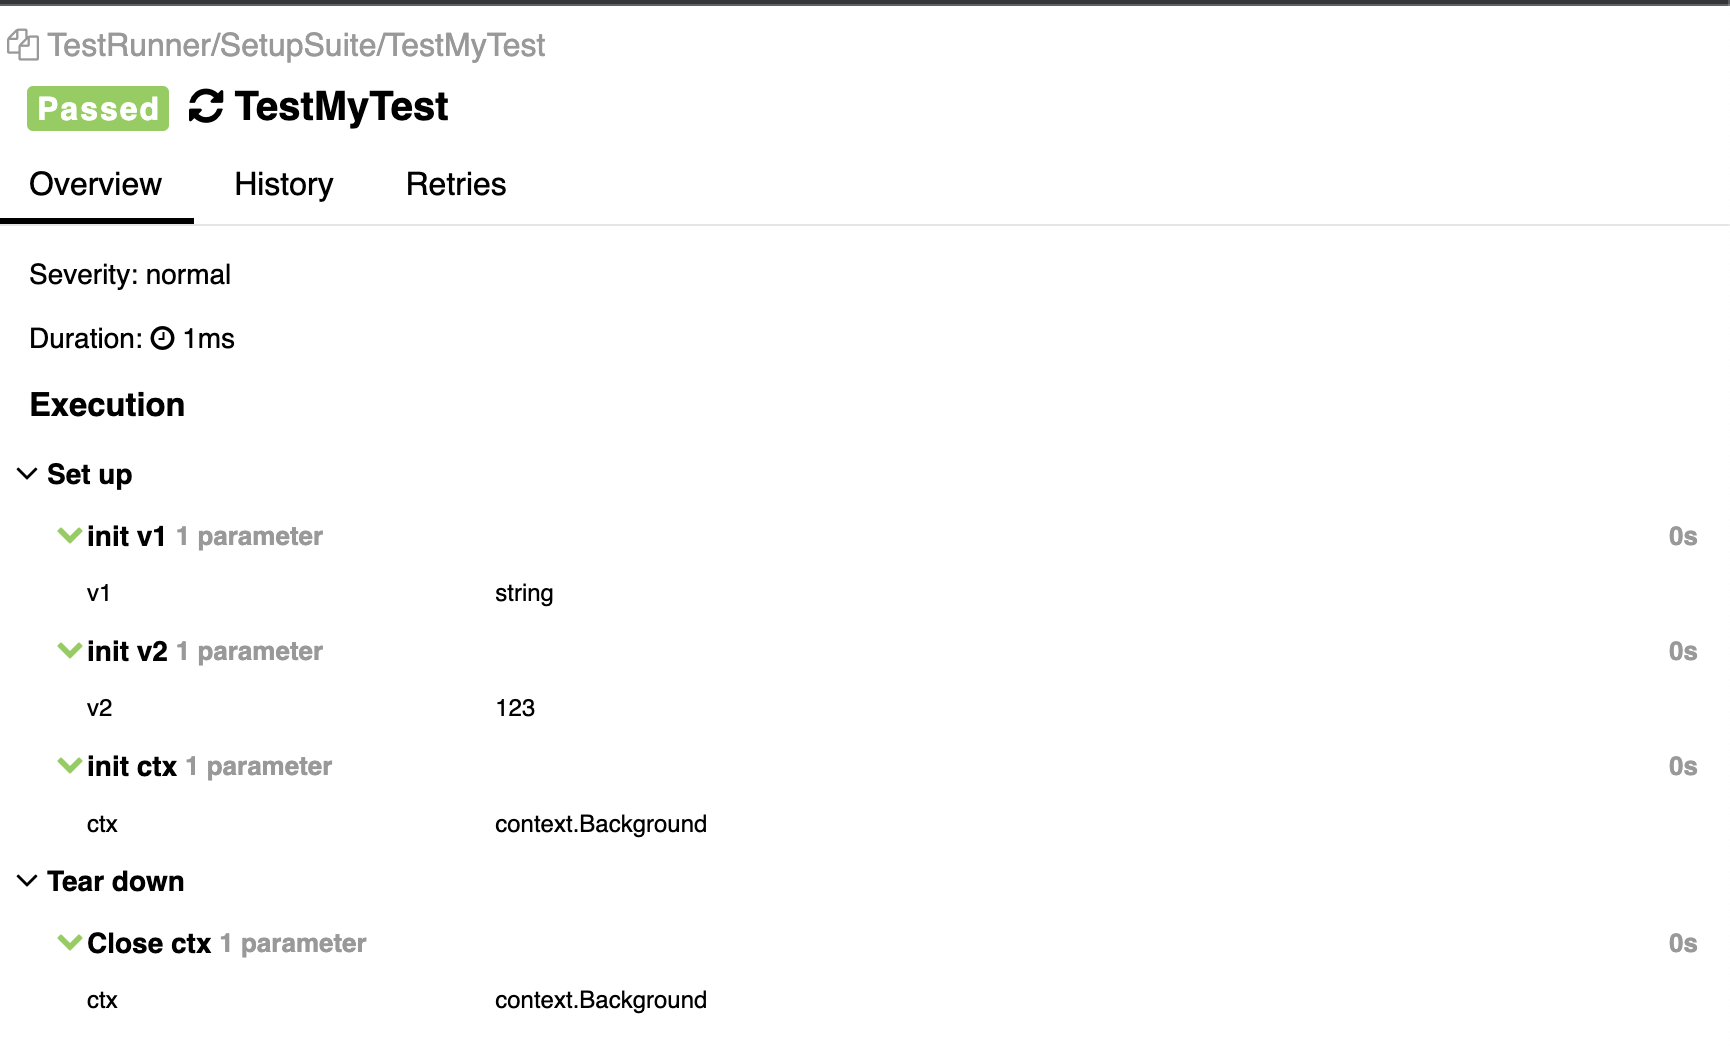 TestRunner/SetupSuite/TestMyTest
Passed TestMyTest
Overview History Retries
Severity: normal
Duration: 1ms
Execution
Set up
init v1 1 parameter 0s
v1 string
init v2 1 parameter 0s
v2 123
init ctx 1 parameter 0s
ctx context.Background
Tear down
Close ctx 1 parameter 0s
ctx context.Background